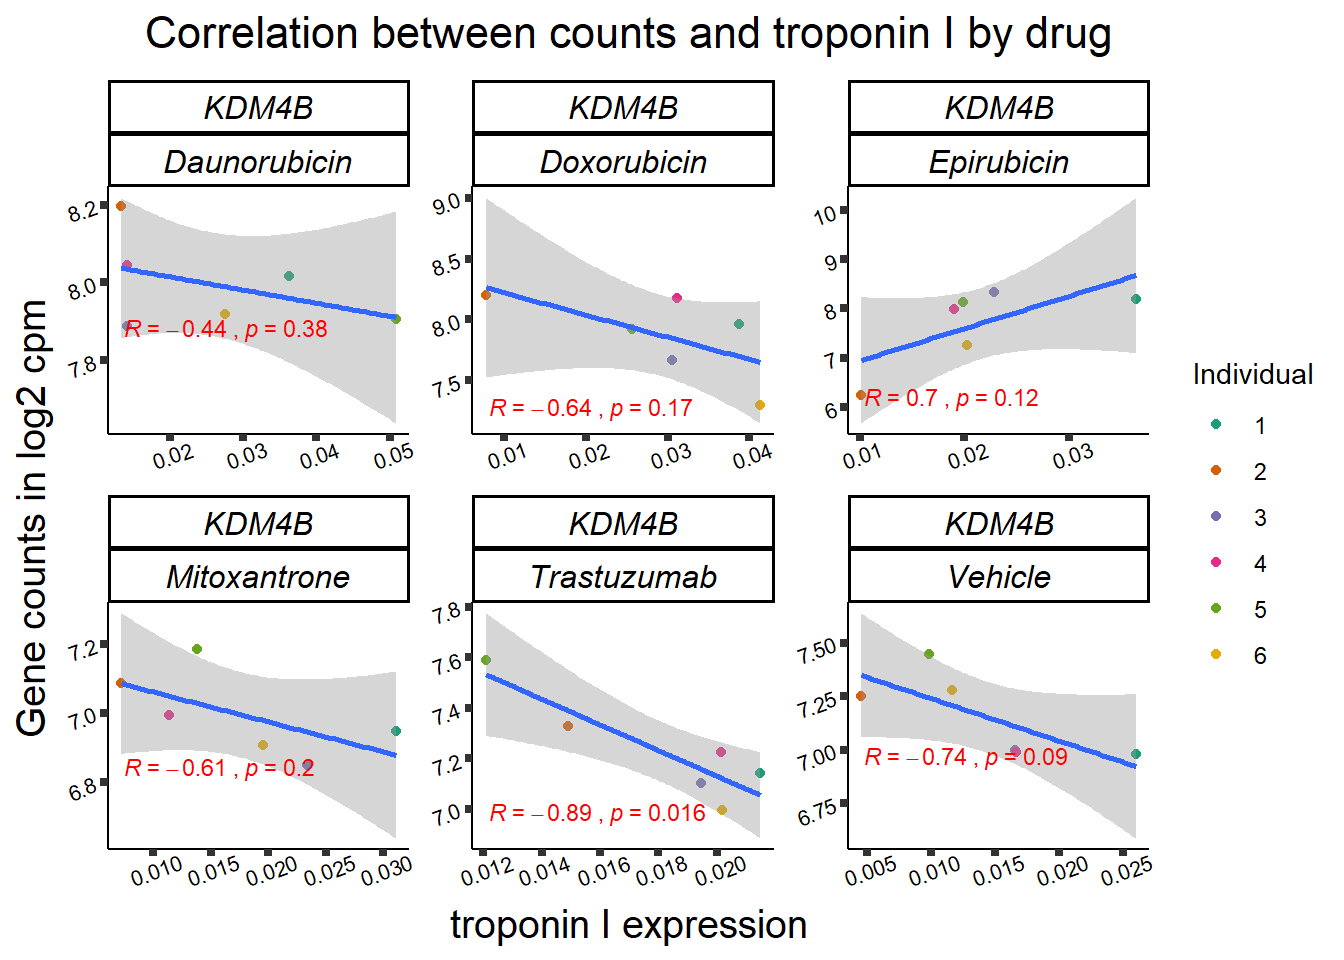 Correlation between counts and troponin I by drug
KDM4B
KDM4B
KDM4B
Daunorubicin
Doxorubicin
Epirubicin
8.2
8.0
7.8
R = −0.44 , p = 0.38
0.02
0.03
0.04
0.05
9.0
8.5
8.0
7.5
R = −0.64 , p = 0.17
0.01
0.02
0.03
0.04
10
9
8
7
6
R = 0.7 , p = 0.12
0.01
0.02
0.03
KDM4B
KDM4B
KDM4B
Mitoxantrone
Trastuzumab
Vehicle
7.2
7.0
6.8
R = −0.61 , p = 0.2
0.010
0.015
0.020
0.025
0.030
7.8
7.6
7.4
7.2
7.0
R = −0.89 , p = 0.016
0.012
0.014
0.016
0.018
0.020
7.50
7.25
7.00
6.75
R = −0.74 , p = 0.09
0.005
0.010
0.015
0.020
0.025
Gene counts in log2 cpm
troponin I expression
Individual
1
2
3
4
5
6